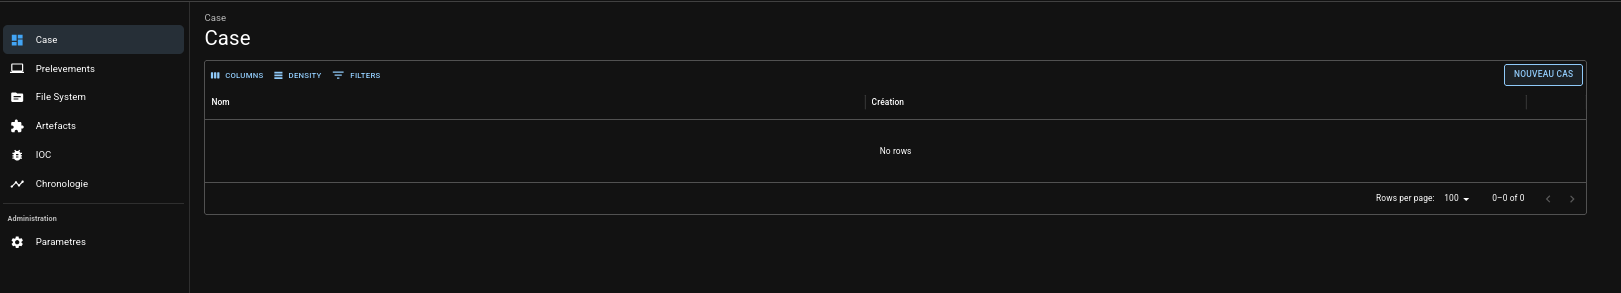 Case
Prelevements
File System
Artefacts
IOC
Chronologie
Administration
Parametres
Case
Case
COLUMNS DENSITY FILTERS NOUVEAU CAS
Nom Création
No rows
Rows per page: 100 0–0 of 0